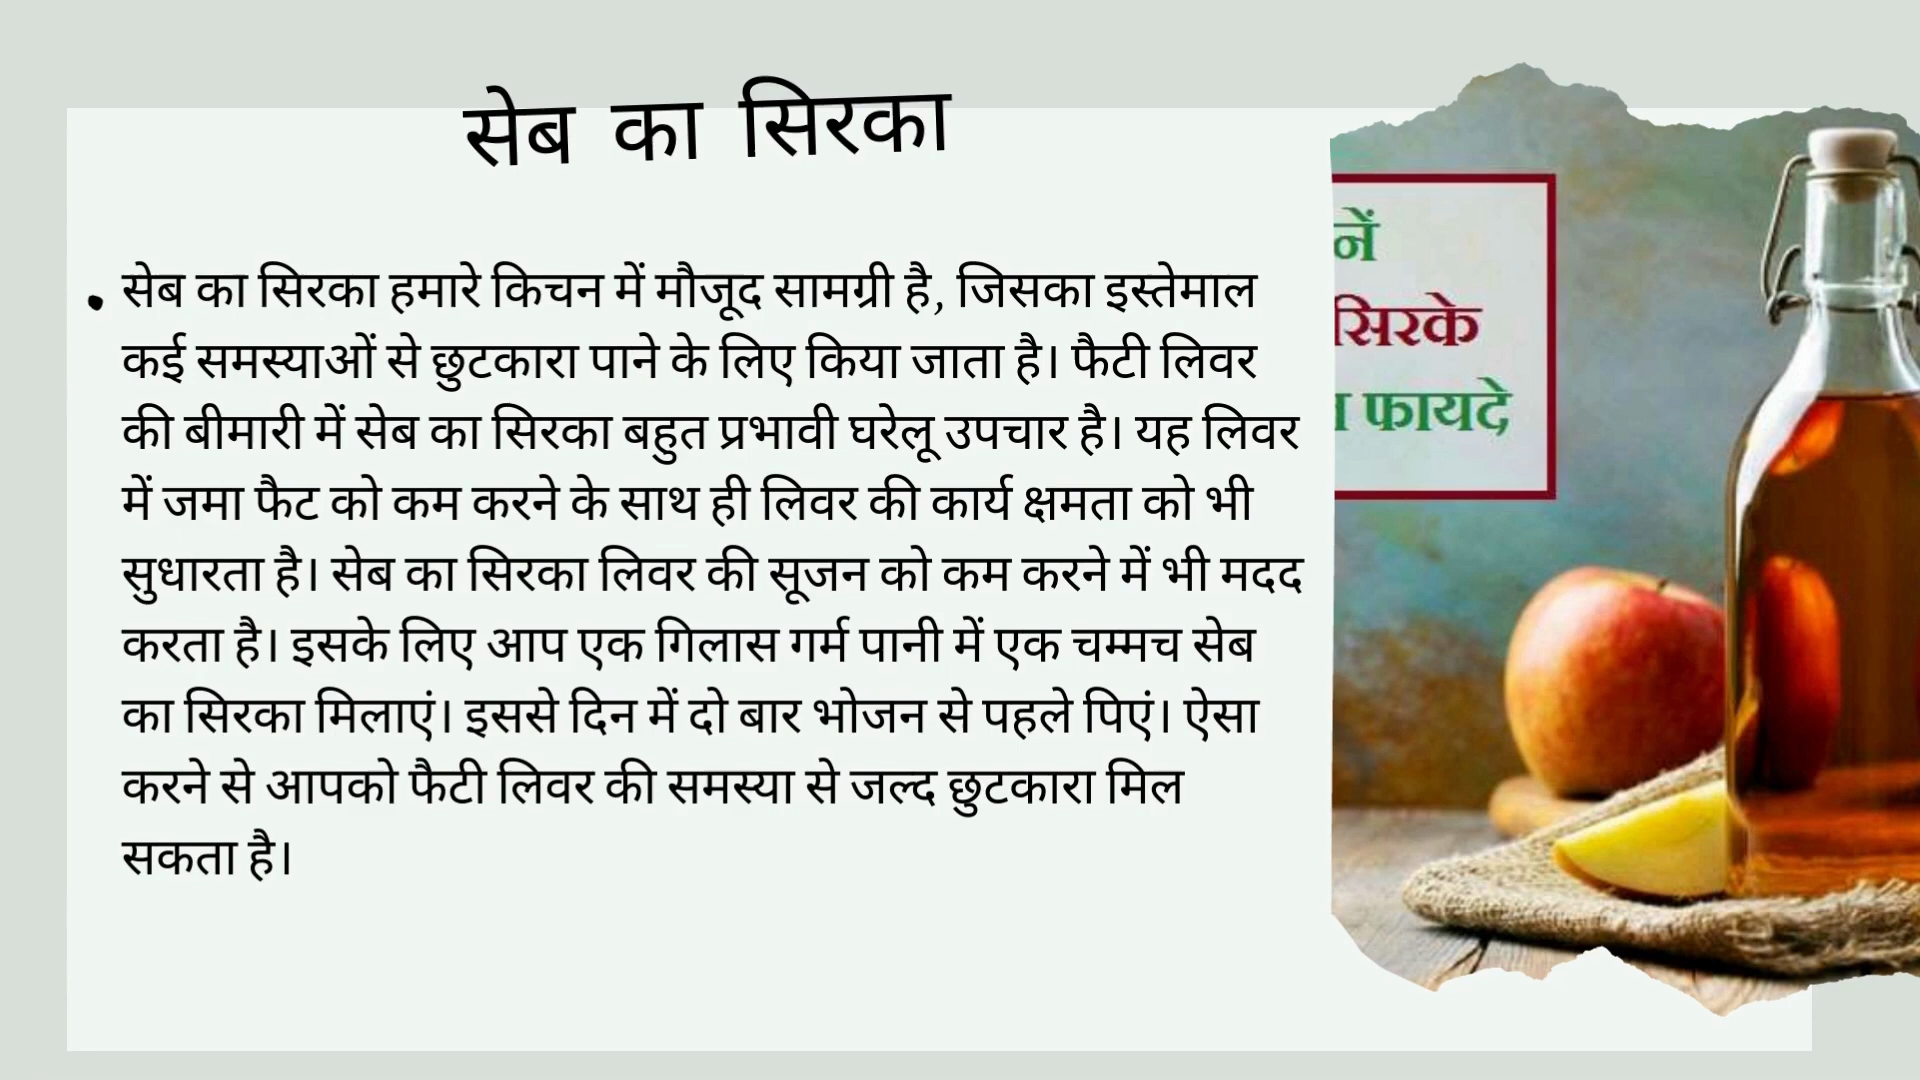 सेब का सिरका
• सेब का सिरका हमारे किचन में मौजूद सामग्री है, जिसका इस्तेमाल
कई समस्याओं से छुटकारा पाने के लिए किया जाता है। फैटी लिवर
की बीमारी में सेब का सिरका बहुत प्रभावी घरेलू उपचार है। यह लिवर
में जमा फैट को कम करने के साथ ही लिवर की कार्य क्षमता को भी
सुधारता है। सेब का सिरका लिवर की सूजन को कम करने में भी मदद
करता है। इसके लिए आप एक गिलास गर्म पानी में एक चम्मच सेब
का सिरका मिलाएं। इससे दिन में दो बार भोजन से पहले पिएं। ऐसा
करने से आपको फैटी लिवर की समस्या से जल्द छुटकारा मिल
सकता है।
नें
सिरके
फायदे